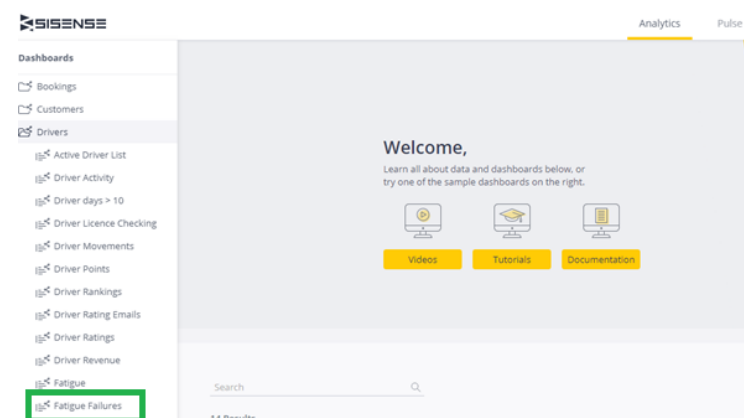 SISENSE
Analytics
Pulse
Dashboards
Bookings
Customers
Drivers
Active Driver List
Driver Activity
Driver days > 10
Driver Licence Checking
Driver Movements
Driver Points
Driver Rankings
Driver Rating Emails
Driver Ratings
Driver Revenue
Fatigue
Fatigue Failures
Welcome,
Learn all about data and dashboards below, or
try one of the sample dashboards on the right.
Videos
Tutorials
Documentation
Search
14 Results